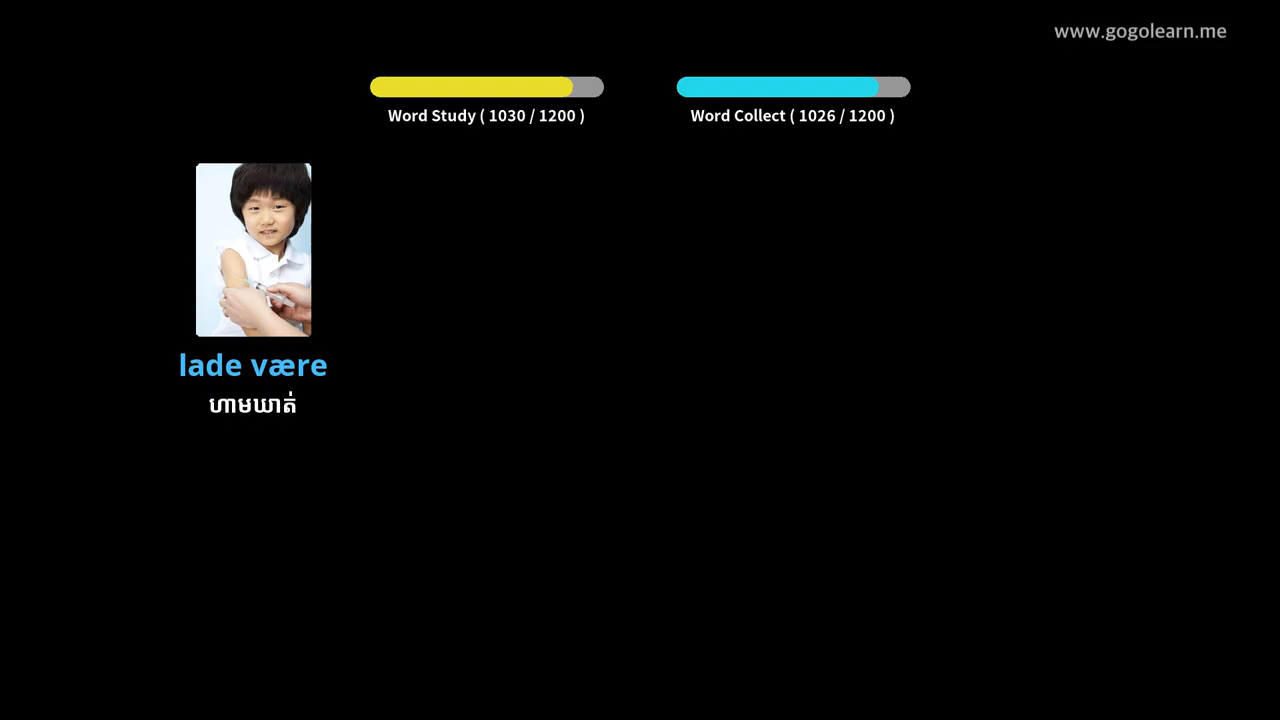 www.gogolearn.me
Word Study ( 1030 / 1200 )
Word Collect ( 1026 / 1200 )
lade være
ហាមឃាត់